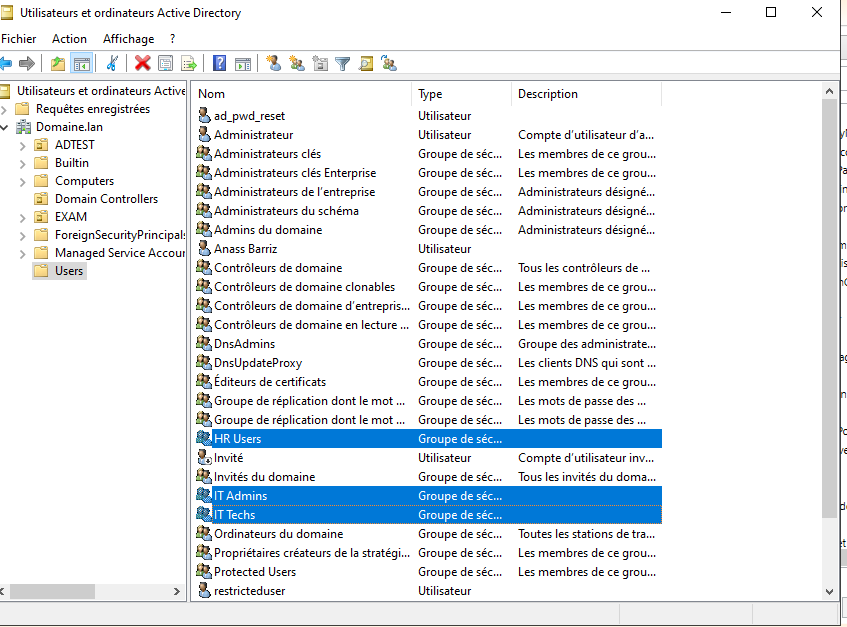 Utilisateurs et ordinateurs Active Directory
Fichier Action Affichage ?
Utilisateurs et ordinateurs Active
Requêtes enregistrées
Domaine.lan
ADTEST
Builtin
Computers
Domain Controllers
EXAM
ForeignSecurityPrincipals
Managed Service Accour
Users
Nom Type Description
ad_pwd_reset Utilisateur
Administrateur Utilisateur Compte d'utilisateur d'a...
Administrateurs clés Groupe de séc... Les membres de ce grou...
Administrateurs clés Enterprise Groupe de séc... Les membres de ce grou...
Administrateurs de l'entreprise Groupe de séc... Administrateurs désigné...
Administrateurs du schéma Groupe de séc... Administrateurs désigné...
Admins du domaine Groupe de séc... Administrateurs désigné...
Anass Barriz Utilisateur
Contrôleurs de domaine Groupe de séc... Tous les contrôleurs de ...
Contrôleurs de domaine clonables Groupe de séc... Les membres de ce grou...
Contrôleurs de domaine d'entrepris... Groupe de séc... Les membres de ce grou...
Contrôleurs de domaine en lecture ... Groupe de séc... Les membres de ce grou...
DnsAdmins Groupe de séc... Groupe des administrate...
DnsUpdateProxy Groupe de séc... Les clients DNS qui sont ...
Éditeurs de certificats Groupe de séc... Les membres de ce grou...
Groupe de réplication dont le mot ... Groupe de séc... Les mots de passe des ...
Groupe de réplication dont le mot ... Groupe de séc... Les mots de passe des ...
HR Users Groupe de séc...
Invité Utilisateur Compte d'utilisateur inv...
Invités du domaine Groupe de séc... Tous les invités du doma...
IT Admins Groupe de séc...
IT Techs Groupe de séc...
Ordinateurs du domaine Groupe de séc... Toutes les stations de tra...
Propriétaires créateurs de la stratégi... Groupe de séc... Les membres de ce grou...
Protected Users Groupe de séc... Les membres de ce grou...
restricteduser Utilisateur